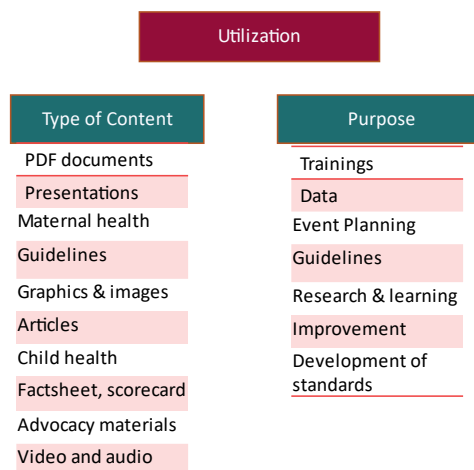 Utilization
Type of Content
PDF documents
Presentations
Maternal health
Guidelines
Graphics & images
Articles
Child health
Factsheet, scorecard
Advocacy materials
Video and audio
Purpose
Trainings
Data
Event Planning
Guidelines
Research & learning
Improvement
Development of
standards